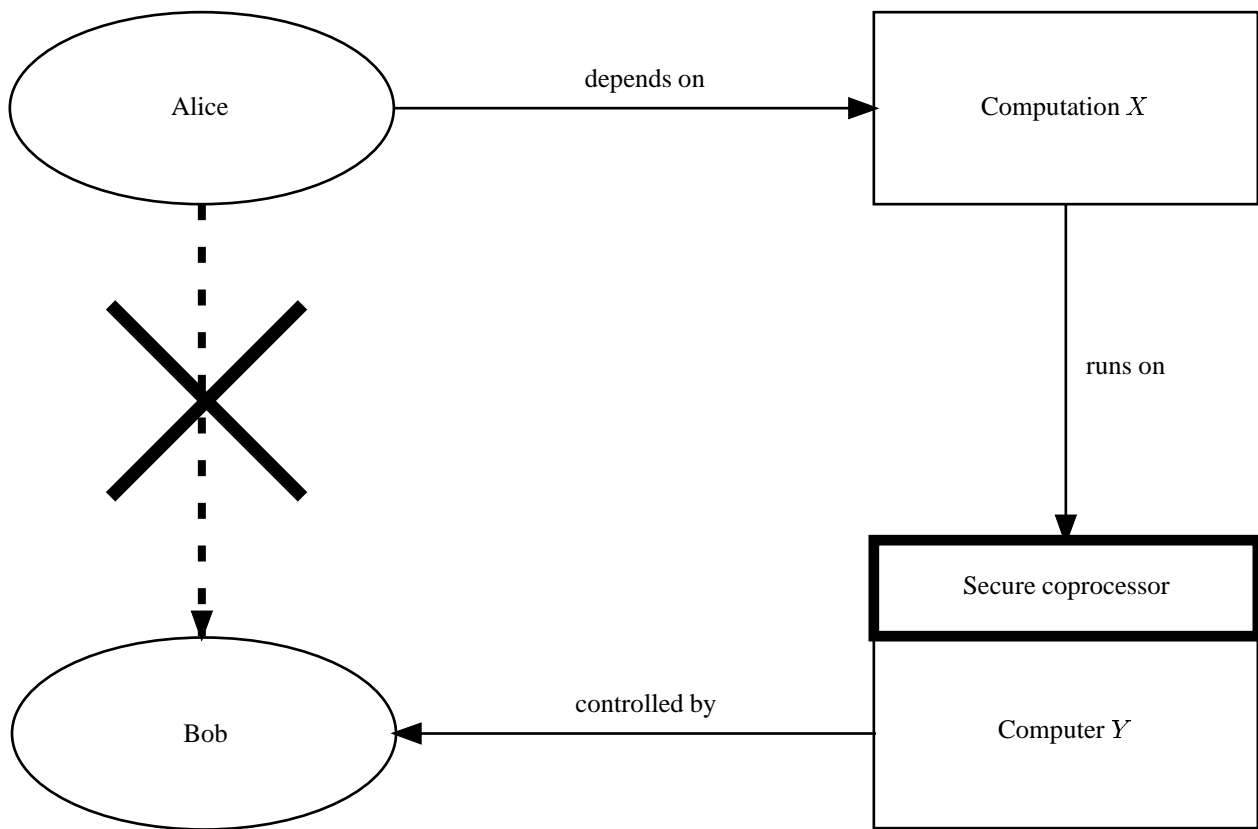 Alice
depends on
Computation X
runs on
Secure coprocessor
Bob
controlled by
Computer Y